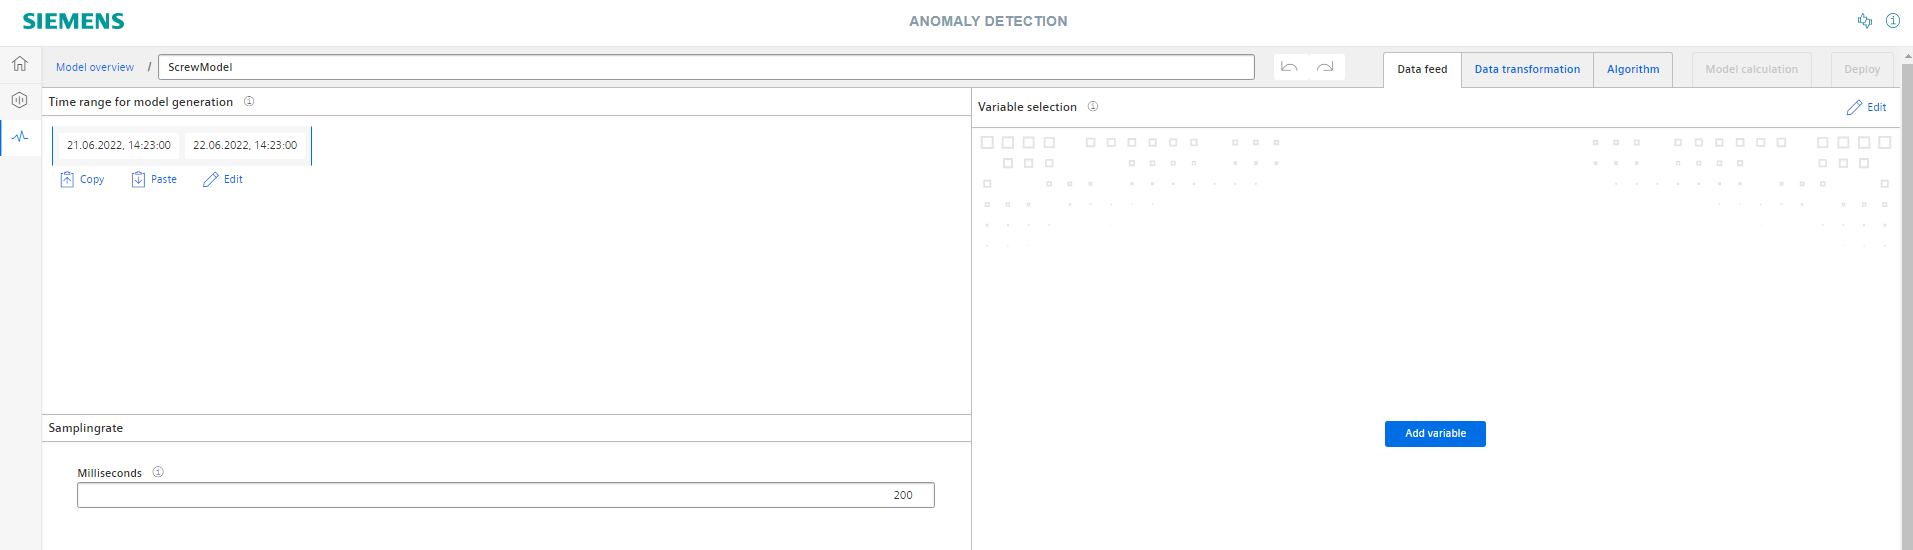 SIEMENS
ANOMALY DETECTION
Model overview / ScrewModel
Data feed
Data transformation
Algorithm
Model calculation
Deploy
Time range for model generation
21.06.2022, 14:23:00
22.06.2022, 14:23:00
Copy
Paste
Edit
Samplingrate
Milliseconds
200
Variable selection
Edit
Add variable